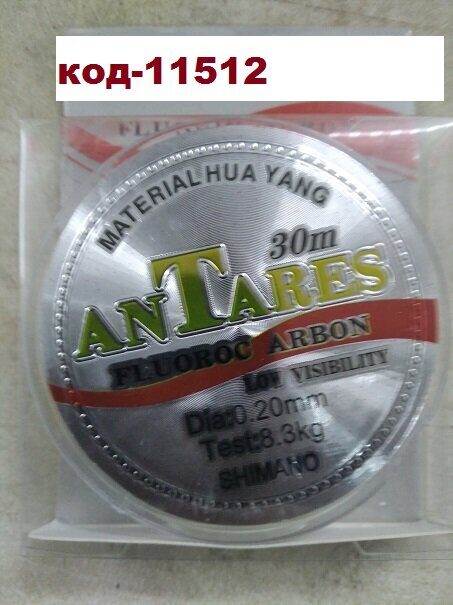 код-11512
MATERIAL HUA YANG
30m
ANTARES
FLUOROC ARBON
LOW VISIBILITY
Dia:0.20mm
Test:8.3kg
SHIMANO